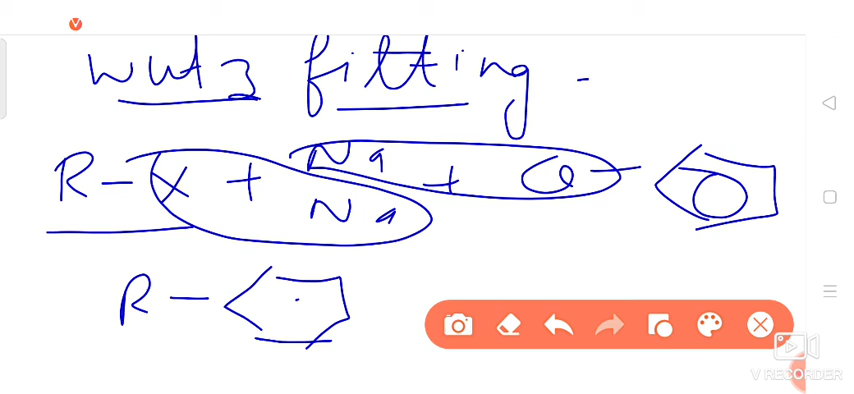 wutz fitting -
R - X + Na + Cl -
Na
R -
V RECORDER